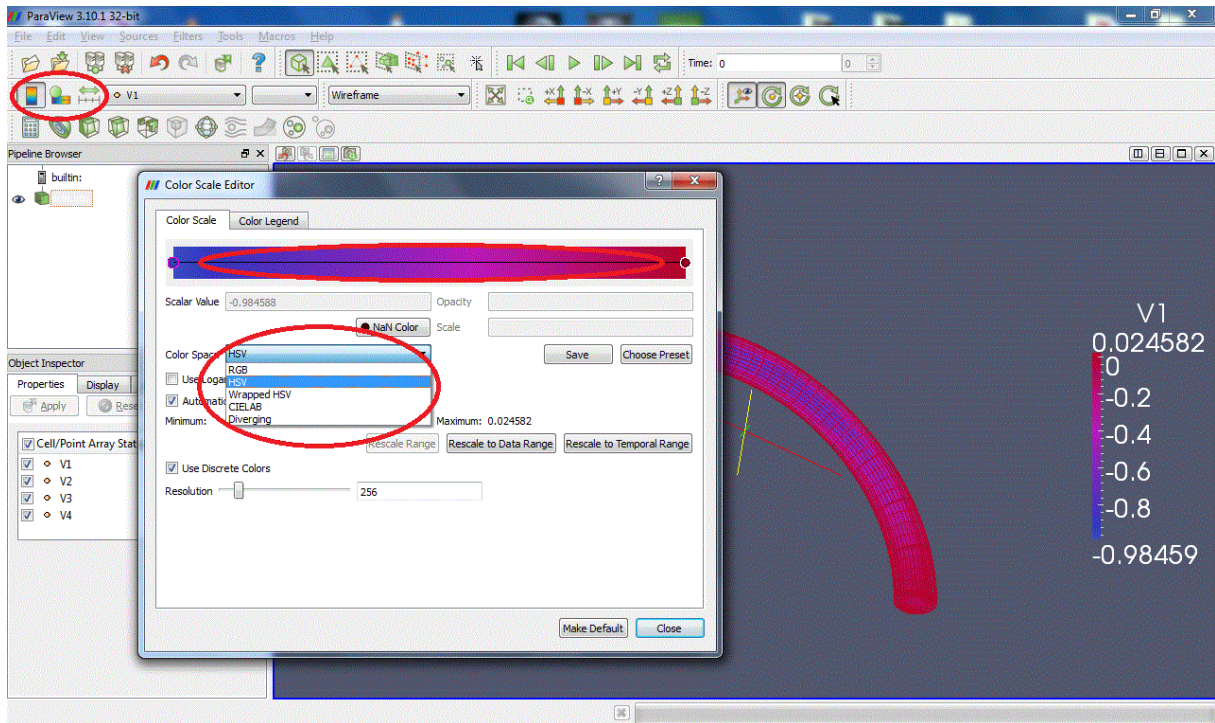 ParaView 3.10.1 32-bit
File Edit View Sources Filters Tools Macros Help
Time: 0 0
V1 Wireframe +X -X +Y -Y +Z -Z
Pipeline Browser
builtin:
Color Scale Editor
Color Scale Color Legend
Scalar Value -0.984588 Opacity
NaN Color Scale
Color Space HSV Save Choose Preset
RGB
Use Loga HSV
Wrapped HSV
Automati CIELAB
Minimum: Diverging Maximum: 0.024582
Rescale Range Rescale to Data Range Rescale to Temporal Range
Use Discrete Colors
Resolution 256
Make Default Close
Object Inspector
Properties Display
Apply Rese
Cell/Point Array Stat
V1
V2
V3
V4
V1
0.024582
0
-0.2
-0.4
-0.6
-0.8
-0.98459